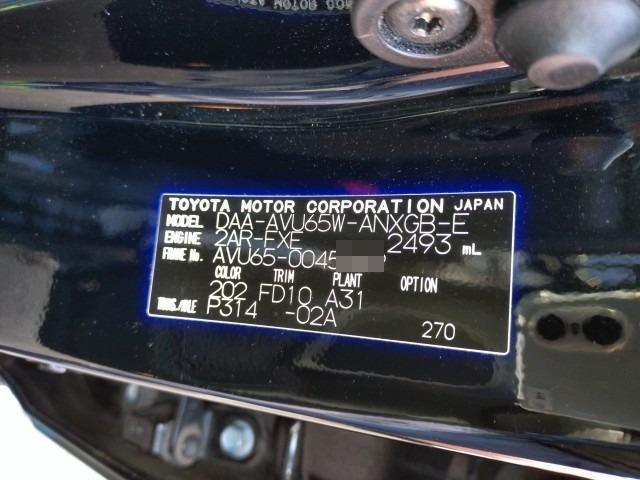 TOYOTA MOTOR CORPORATION JAPAN
MODEL DAA-AVU65W-ANXGB-E
ENGINE 2AR-FXE 2493 mL
FRAME No. AVU65-0045
COLOR TRIM PLANT OPTION
202 FD10 A31
TRANS./AXLE P314 -02A 270